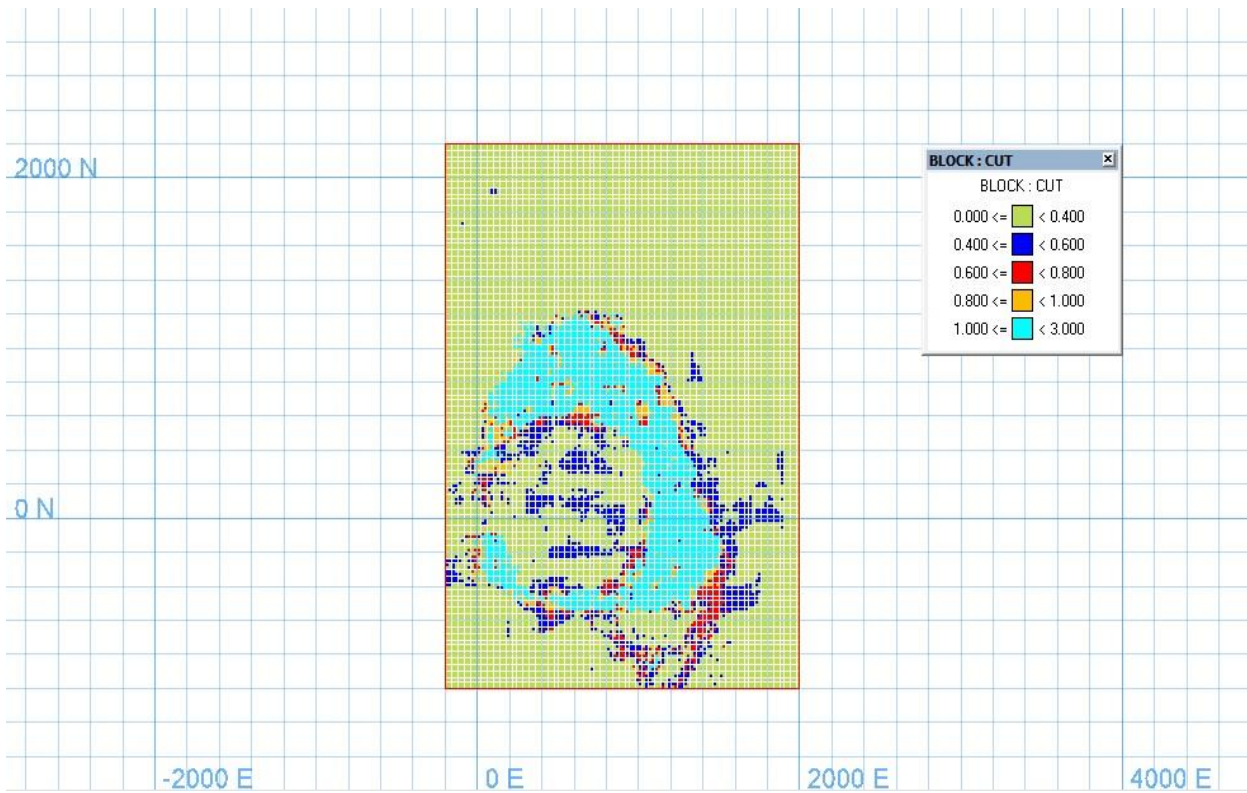 2000 N
0 N
-2000 E
0 E
2000 E
4000 E
BLOCK : CUT
BLOCK : CUT
0.000 <= < 0.400
0.400 <= < 0.600
0.600 <= < 0.800
0.800 <= < 1.000
1.000 <= < 3.000